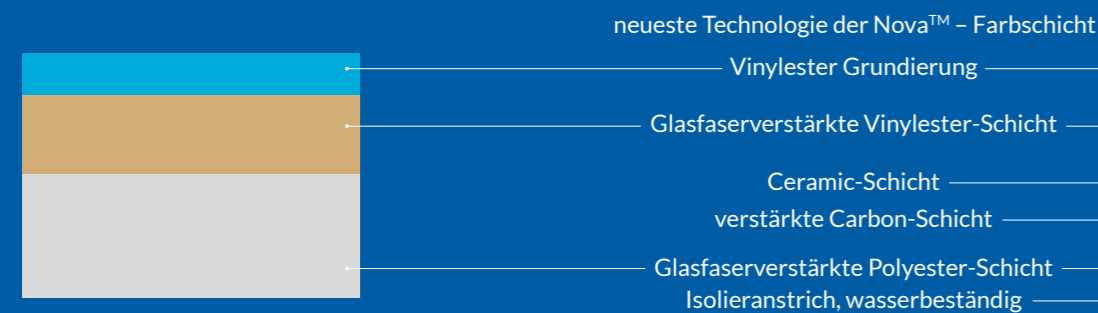 neueste Technologie der Nova™ – Farbschicht
Vinylester Grundierung
Glasfaserverstärkte Vinylester-Schicht
Ceramic-Schicht
verstärkte Carbon-Schicht
Glasfaserverstärkte Polyester-Schicht
Isolieranstrich, wasserbeständig